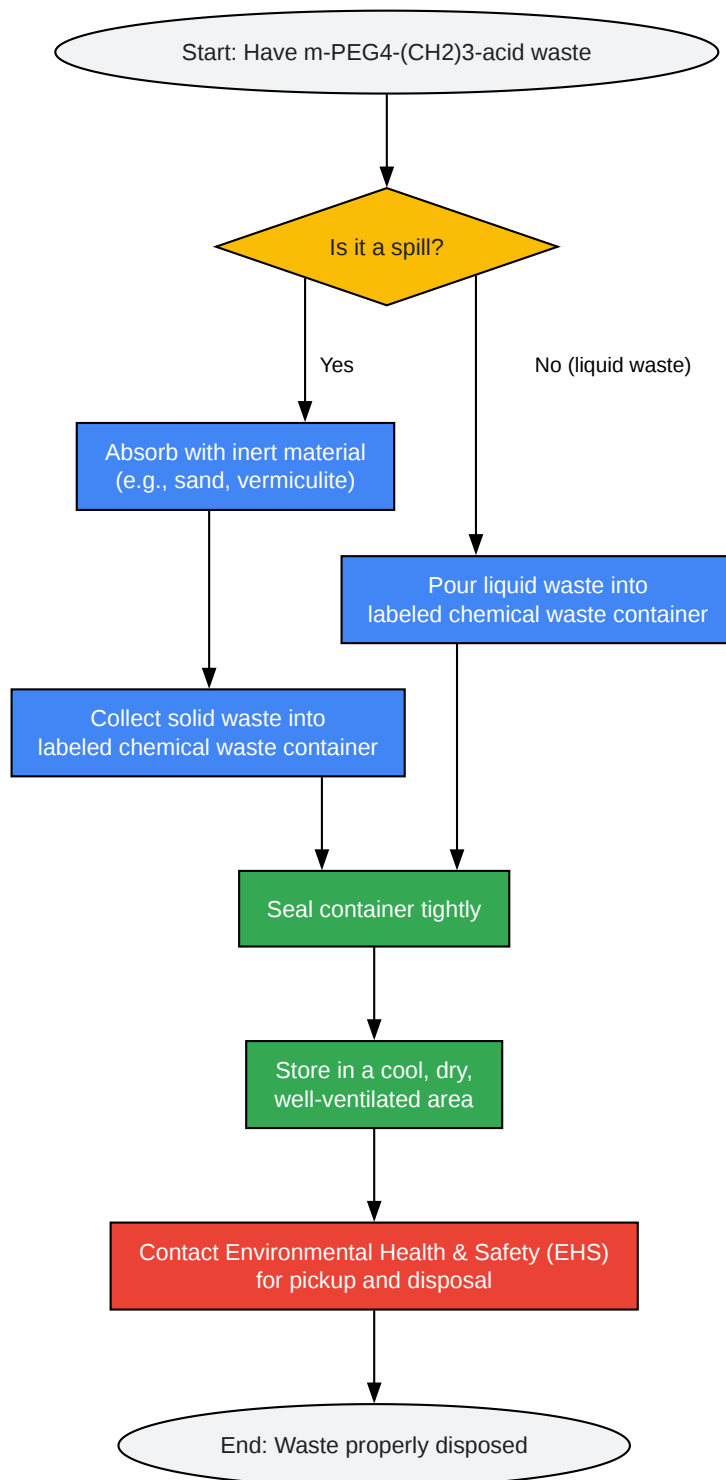 Start: Have m-PEG4-(CH2)3-acid waste
Is it a spill?
Yes
No (liquid waste)
Absorb with inert material
(e.g., sand, vermiculite)
Pour liquid waste into
labeled chemical waste container
Collect solid waste into
labeled chemical waste container
Seal container tightly
Store in a cool, dry,
well-ventilated area
Contact Environmental Health & Safety (EHS)
for pickup and disposal
End: Waste properly disposed